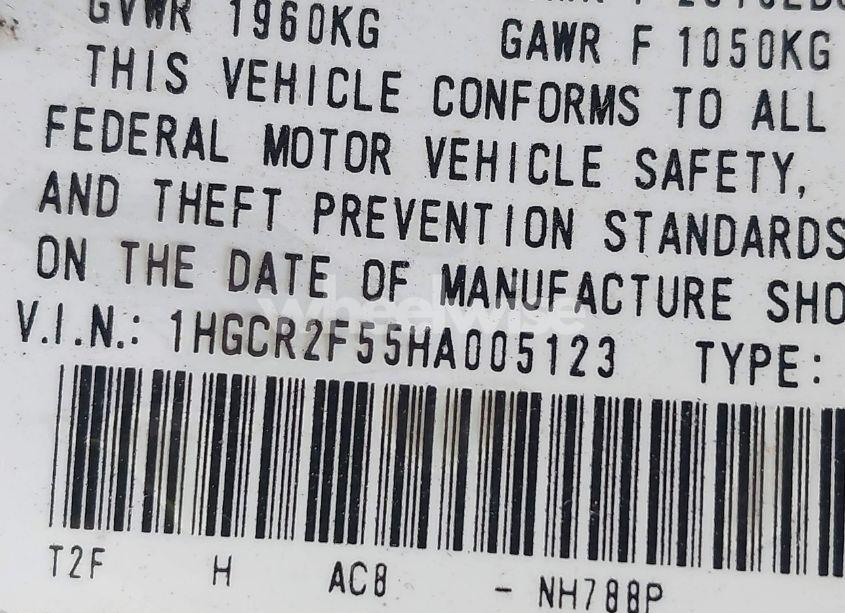 GVWR 1960KG GAWR F 1050KG
THIS VEHICLE CONFORMS TO ALL
FEDERAL MOTOR VEHICLE SAFETY,
AND THEFT PREVENTION STANDARDS
ON THE DATE OF MANUFACTURE SHO
V.I.N.: 1HGCR2F55HA005123 TYPE:
T2F H AC8 - NH788P
wheelwise